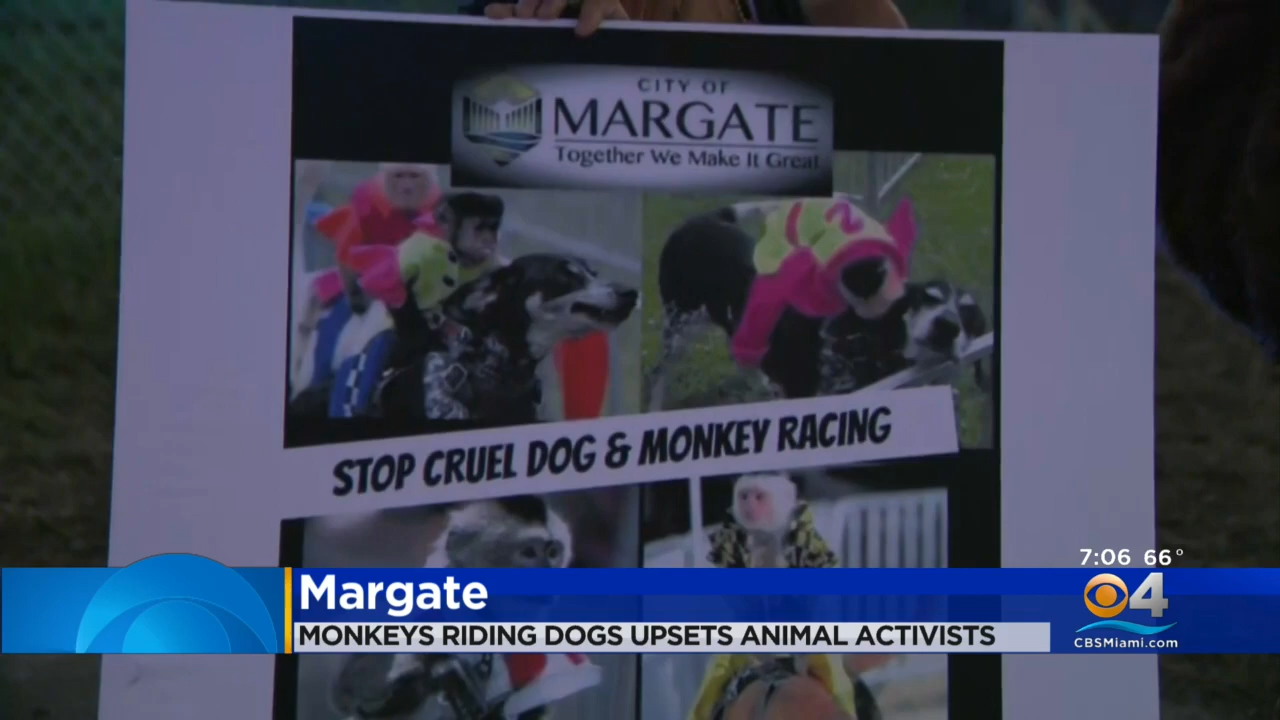 CITY OF
MARGATE
Together We Make It Great
2
STOP CRUEL DOG & MONKEY RACING
7:06 66°
Margate
4
MONKEYS RIDING DOGS UPSETS ANIMAL ACTIVISTS
CBSMiami.com